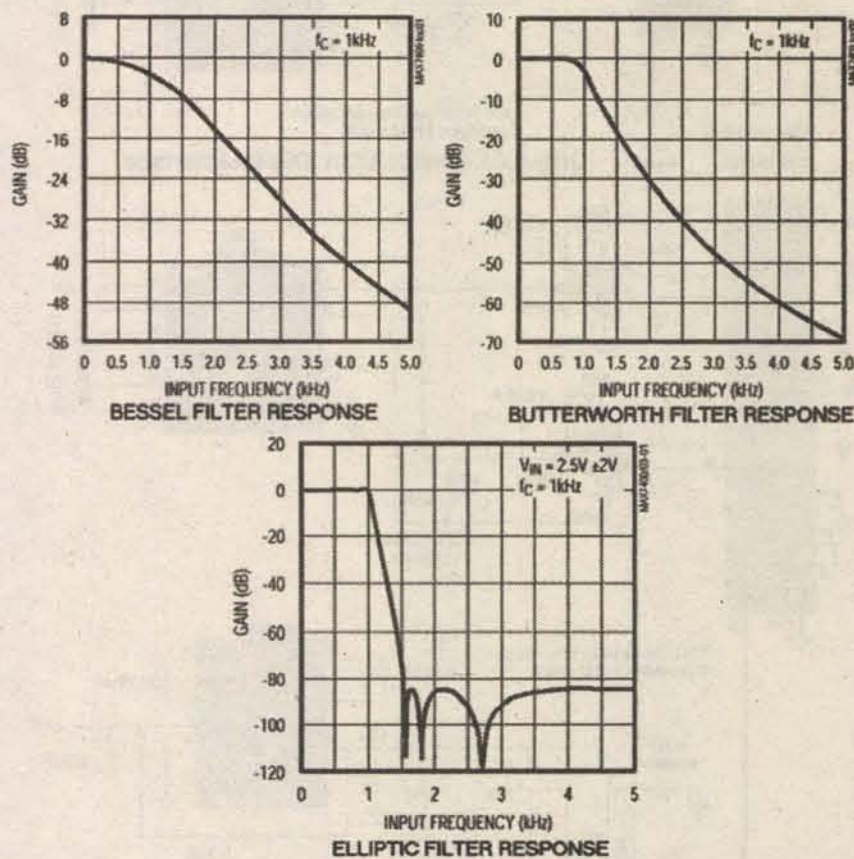 8
0
-8
-16
-24
-32
-40
-48
-56
GAIN (dB)
fC = 1kHz
0 0.5 1.0 1.5 2.0 2.5 3.0 3.5 4.0 4.5 5.0
INPUT FREQUENCY (kHz)
BESSEL FILTER RESPONSE
10
0
-10
-20
-30
-40
-50
-60
-70
GAIN (dB)
fC = 1kHz
0 0.5 1.0 1.5 2.0 2.5 3.0 3.5 4.0 4.5 5.0
INPUT FREQUENCY (kHz)
BUTTERWORTH FILTER RESPONSE
20
0
-20
-40
-60
-80
-100
-120
GAIN (dB)
VIN = 2.5V ±2V
fC = 1kHz
0 1 2 3 4 5
INPUT FREQUENCY (kHz)
ELLIPTIC FILTER RESPONSE